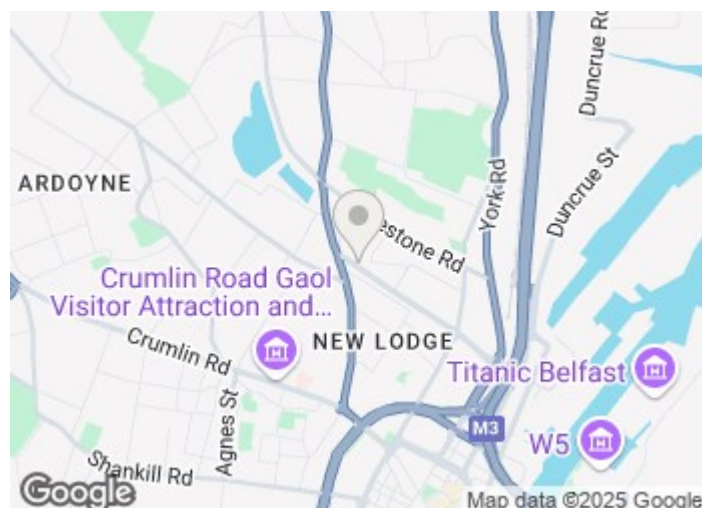 Duncrue Rd
Duncrue St
York Rd
ARDOYNE
estone Rd
Crumlin Road Gaol
Visitor Attraction and...
NEW LODGE
Crumlin Rd
Titanic Belfast
Agnes St
M3
W5
Shankill Rd
Google
Map data ©2025 Google